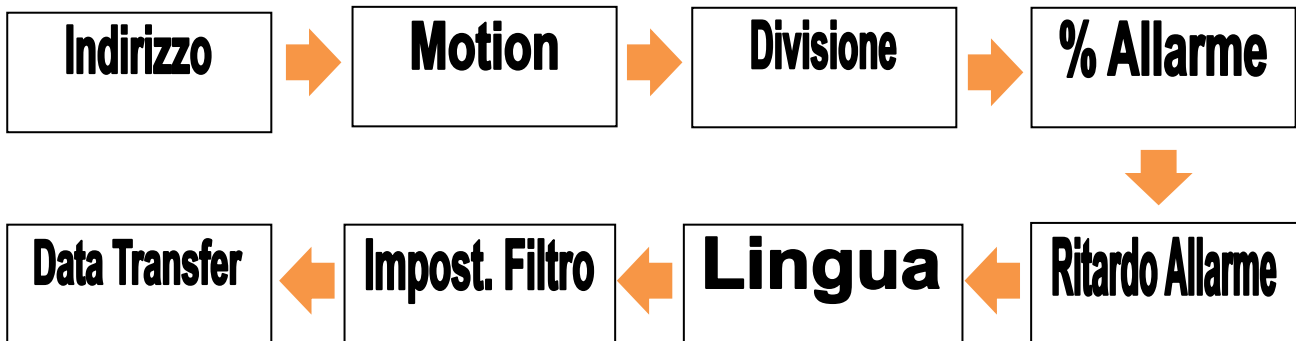 Indirizzo
Motion
Divisione
% Allarme
Ritardo Allarme
Lingua
Impost. Filtro
Data Transfer